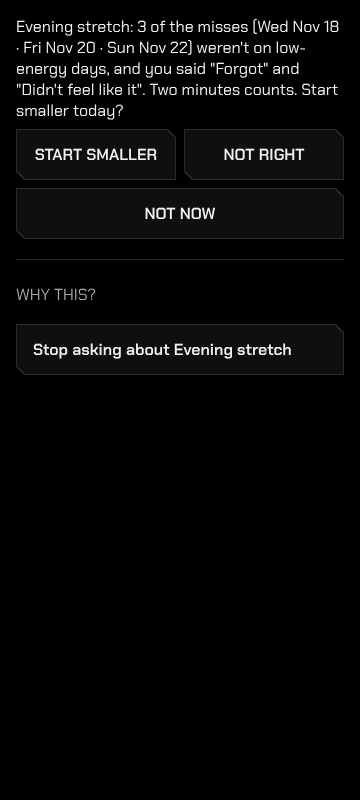 Evening stretch: 3 of the misses (Wed Nov 18
· Fri Nov 20 · Sun Nov 22) weren't on low-
energy days, and you said "Forgot" and
"Didn't feel like it". Two minutes counts. Start
smaller today?
START SMALLER
NOT RIGHT
NOT NOW
WHY THIS?
Stop asking about Evening stretch